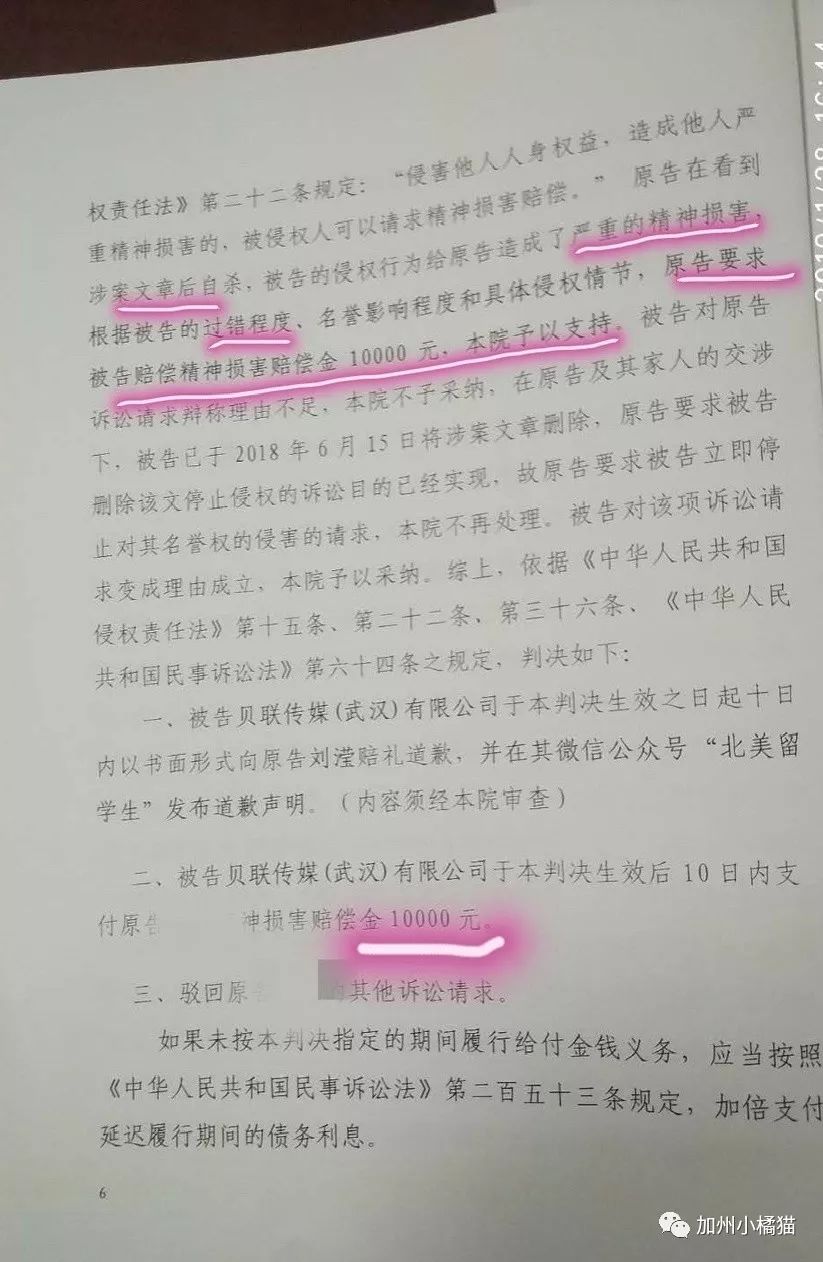 权责任法》第二十二条规定：“侵害他人人身权益，造成他人严
重精神损害的，被侵权人可以请求精神损害赔偿。” 原告在看到
涉案文章后自杀，被告的侵权行为给原告造成了严重的精神损害，
根据被告的过错程度、名誉影响程度和具体侵权情节，原告要求
被告赔偿精神损害赔偿金 10000 元，本院予以支持。被告对原告
诉讼请求辩称理由不足，本院不予采纳，在原告及其家人的交涉
下，被告已于 2018 年 6 月 15 日将涉案文章删除，原告要求被告
删除该文停止侵权的诉讼目的已经实现，故原告要求被告立即停
止对其名誉权的侵害的请求，本院不再处理。被告对该项诉讼请
求变成理由成立，本院予以采纳。综上，依据《中华人民共和国
侵权责任法》第十五条、第二十二条、第三十六条、《中华人民
共和国民事诉讼法》第六十四条之规定，判决如下：
一、被告贝联传媒(武汉)有限公司于本判决生效之日起十日
内以书面形式向原告刘滢赔礼道歉，并在其微信公众号“北美留
学生”发布道歉声明。（内容须经本院审查）
二、被告贝联传媒(武汉)有限公司于本判决生效后 10 日内支
付原告 神损害赔偿金 10000 元。
三、驳回原告 的其他诉讼请求。
如果未按本判决指定的期间履行给付金钱义务，应当按照
《中华人民共和国民事诉讼法》第二百五十三条规定，加倍支付
延迟履行期间的债务利息。
6
加州小橘猫